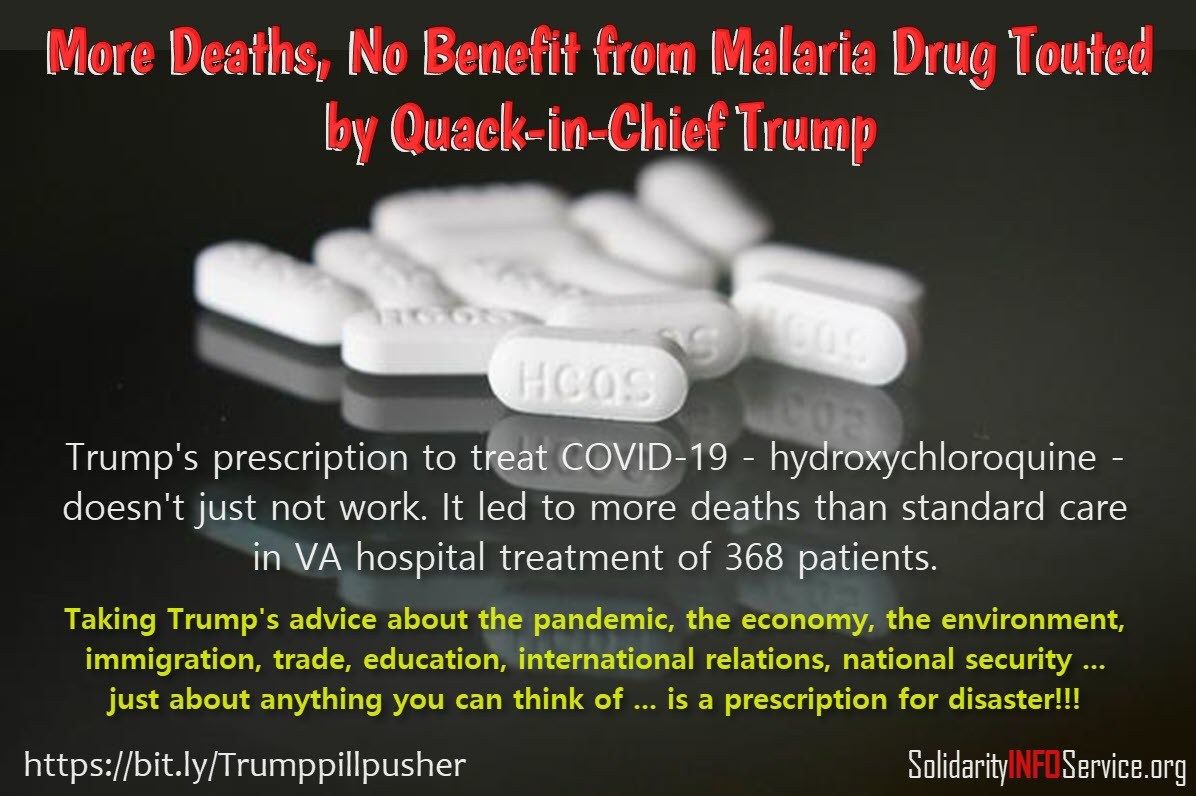 More Deaths, No Benefit from Malaria Drug Touted
by Quack-in-Chief Trump
HCQS
HCQS
HCQS
Trump's prescription to treat COVID-19 - hydroxychloroquine -
doesn't just not work. It led to more deaths than standard care
in VA hospital treatment of 368 patients.
Taking Trump's advice about the pandemic, the economy, the environment,
immigration, trade, education, international relations, national security ...
just about anything you can think of ... is a prescription for disaster!!!
https://bit.ly/Trumppillpusher
SolidarityINFOService.org